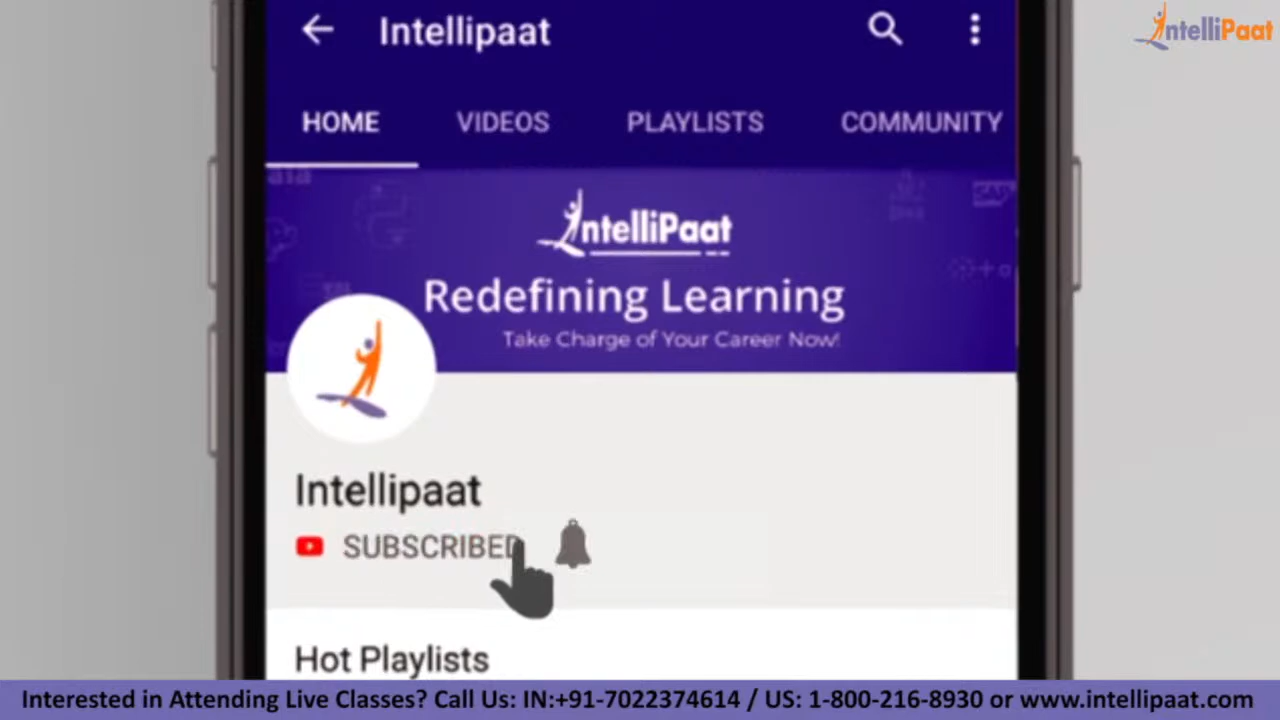 Intellipaat
IntelliPaat
HOME VIDEOS PLAYLISTS COMMUNITY
SAP
IntelliPaat
Redefining Learning
Take Charge of Your Career Now!
Intellipaat
SUBSCRIBED
Hot Playlists
Interested in Attending Live Classes? Call Us: IN:+91-7022374614 / US: 1-800-216-8930 or www.intellipaat.com